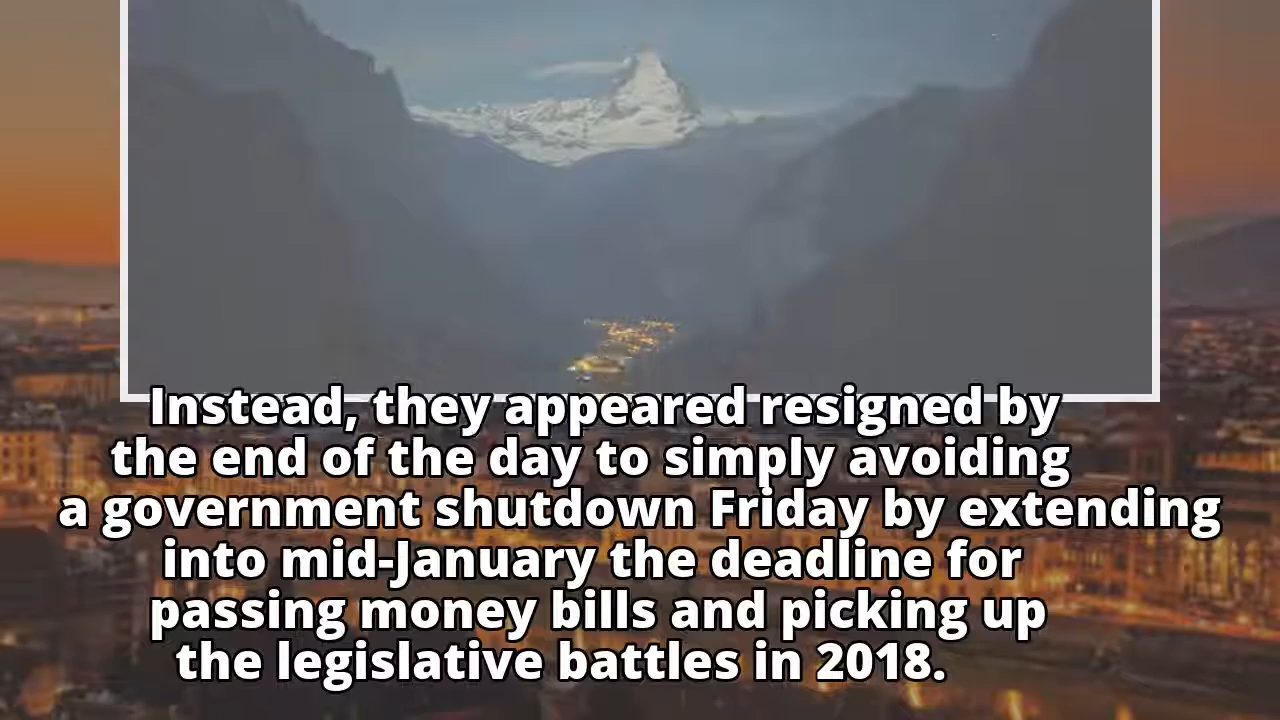 Instead, they appeared resigned by
the end of the day to simply avoiding
a government shutdown Friday by extending
into mid-January the deadline for
passing money bills and picking up
the legislative battles in 2018.